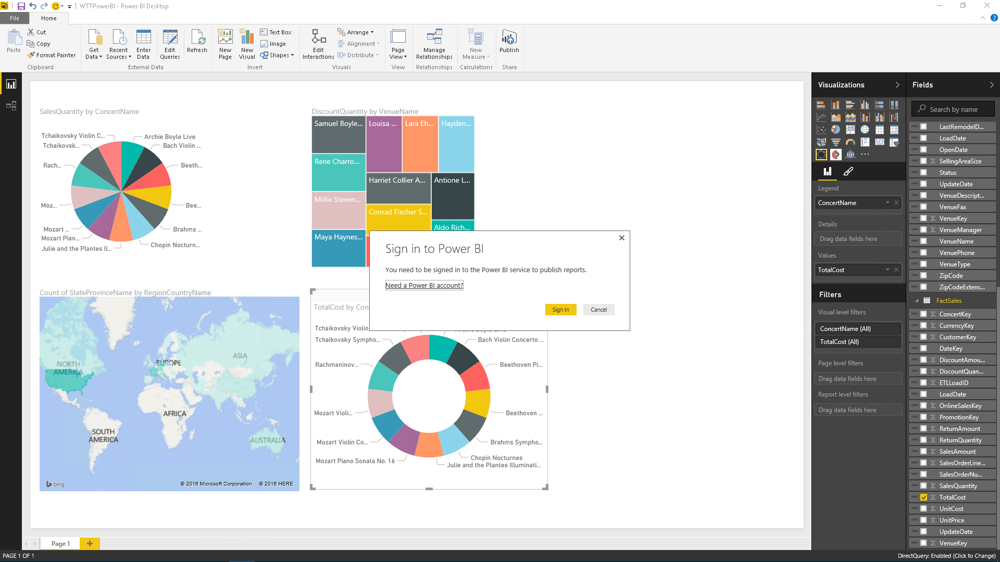 WTTPowerBI - Power BI Desktop
File
Home
Paste
Cut
Copy
Format Painter
Clipboard
Get Data
Recent Sources
Enter Data
Edit Queries
Refresh
External Data
New Page
New Visual
Text Box
Image
Shapes
Insert
Edit Interactions
Arrange
Alignment
Distribute
Visuals
Page View
View
Manage Relationships
Relationships
New Measure
Calculations
Publish
Share
SalesQuantity by ConcertName
Tchaikovsky Violin C...
Archie Boyle Live
Tchaikovsk...
Bach Violin ...
Rach...
Beeth...
Moz...
Bee...
Mozart ...
Brahms ...
Mozart Pian...
Chopin Nocturn...
Julie and the Plantes Il...
DiscountQuantity by VenueName
Samuel Boyle...
Louisa ...
Lara Eh...
Hayden...
Rene Charro...
Harriet Collier A...
Antione L...
Millie Steven...
Conrad Fischer S...
Aldo Rich...
Maya Haynes...
Sign in to Power BI
You need to be signed in to the Power BI service to publish reports.
Need a Power BI account?
Sign in
Cancel
Count of StateProvinceName by RegionCountryName
NORTH AMERICA
EUROPE
ASIA
AFRICA
SOUTH AMERICA
AUSTRALIA
bing
© 2016 Microsoft Corporation
© 2016 HERE
TotalCost by Con
Tchaikovsky Violin
Tchaikovsky Sympho...
Bach Violin Concerto ...
Rachmaninov...
Beethoven Pi...
Mozart Violi...
Beethoven ...
Mozart Violin Co...
Brahms Sympho...
Mozart Piano Sonata No. 16
Chopin Nocturnes
Julie and the Plantes Illuminati...
Page 1
PAGE 1 OF 1
Visualizations
Legend
ConcertName
Details
Drag data fields here
Values
TotalCost
Filters
Visual level filters
ConcertName (All)
TotalCost (All)
Page level filters
Drag data fields here
Report level filters
Drag data fields here
Fields
Search by name
LastRemodelD...
LoadDate
OpenDate
SellingAreaSize
Status
UpdateDate
VenueDescript...
VenueFax
VenueKey
VenueManager
VenueName
VenuePhone
VenueType
ZipCode
ZipCodeExtens...
FactSales
ConcertKey
CurrencyKey
CustomerKey
DateKey
DiscountAmou...
DiscountQuan...
ETLLoadID
LoadDate
OnlineSalesKey
PromotionKey
ReturnAmount
ReturnQuantity
SalesAmount
SalesOrderLine...
SalesOrderNu...
SalesQuantity
TotalCost
UnitCost
UnitPrice
UpdateDate
VenueKey
DirectQuery: Enabled (Click to Change)